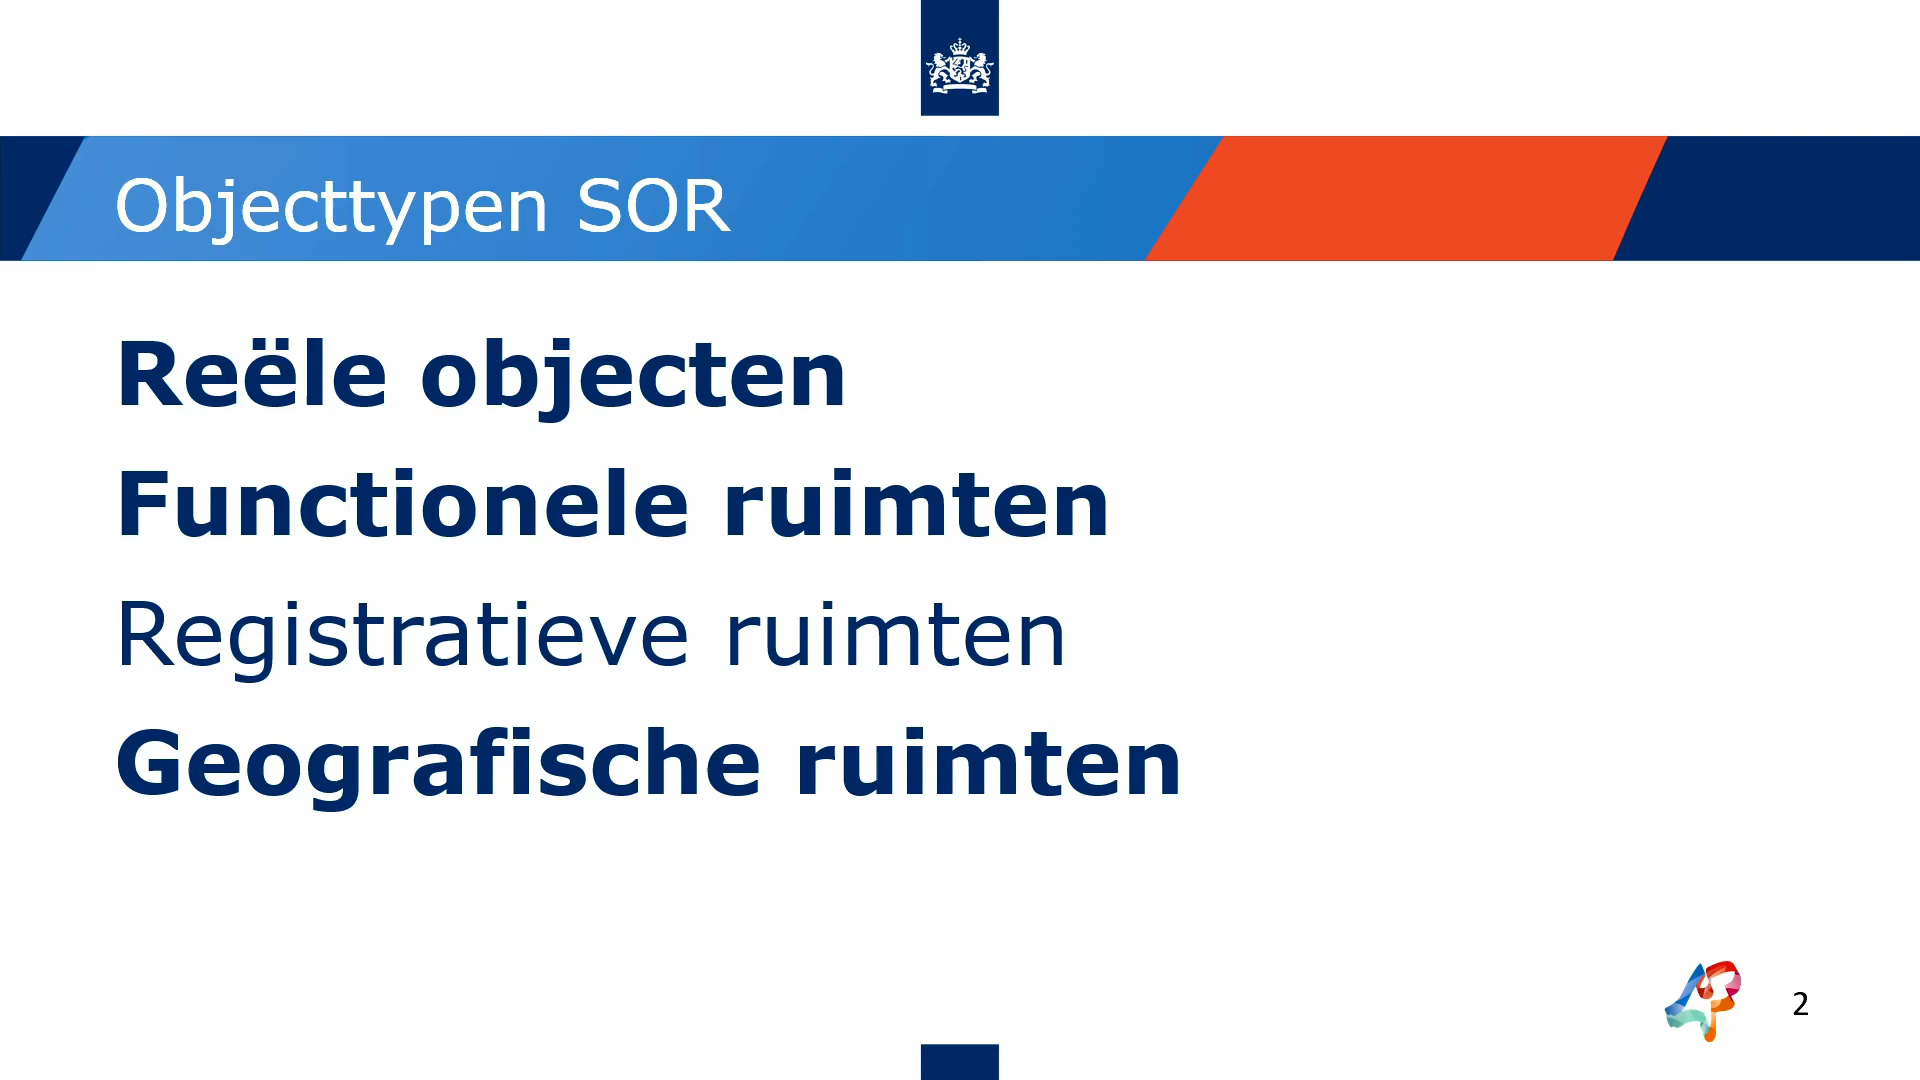 Objecttypen SOR
Reële objecten
Functionele ruimten
Registratieve ruimten
Geografische ruimten
2